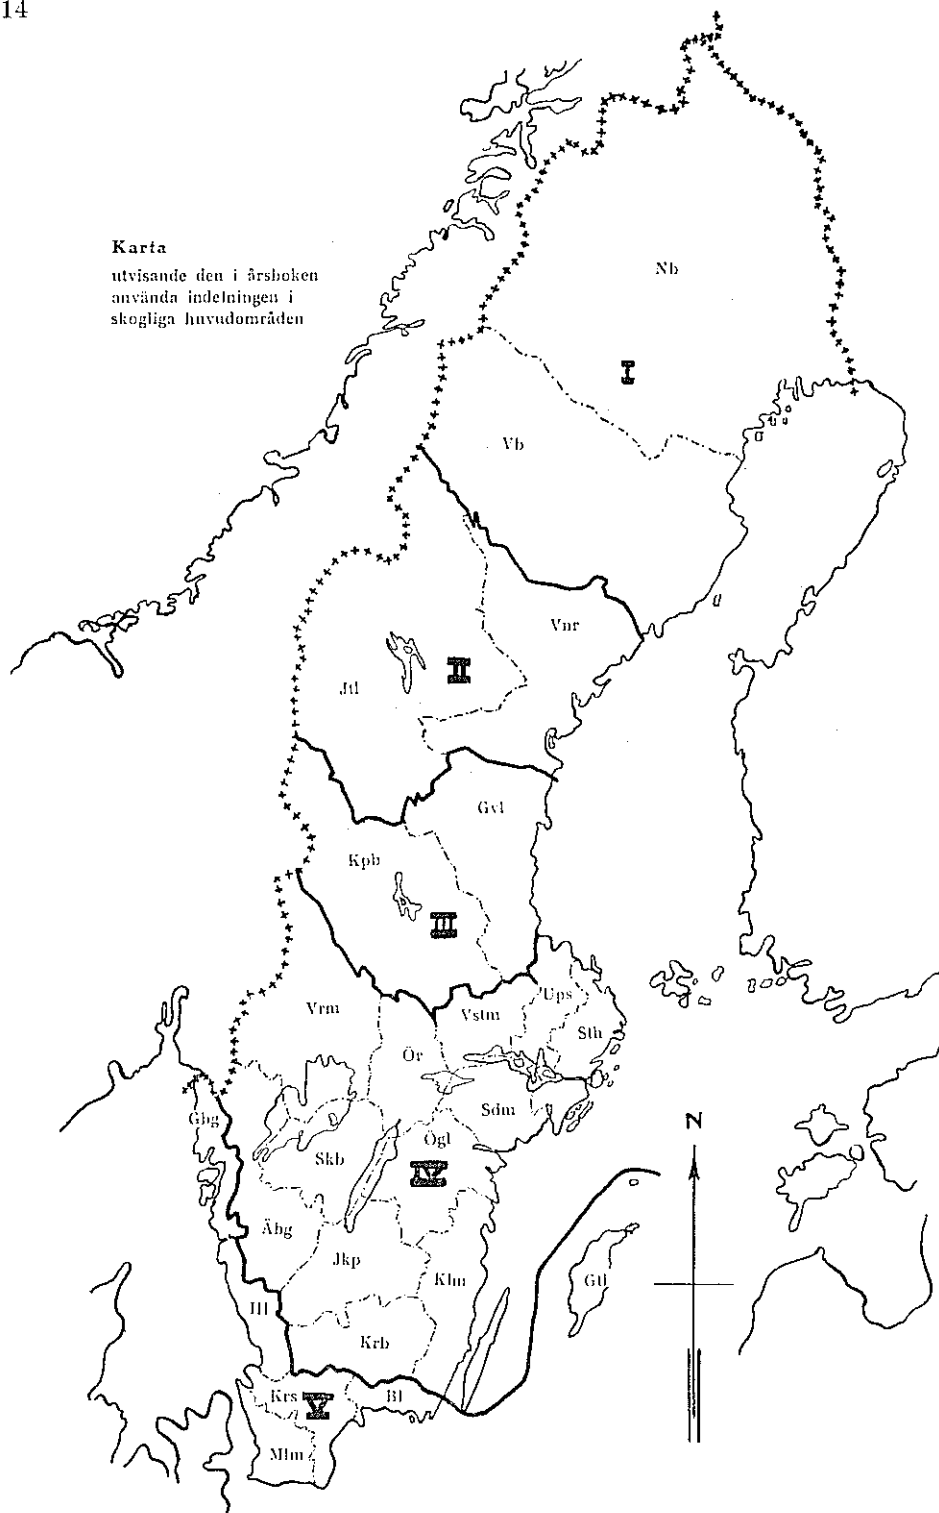 14
Karta
utvisande den i årsboken
använda indelningen i
skogliga huvudområden
Nb
I
Vb
Vnr
II
Jtl
Gvl
Kpb
III
Vrm
Vstm
Ups
Sth
Ör
Sdm
Gbg
Ögl
Skb
IV
N
Äbg
Jkp
Klm
Gtl
Hl
Krb
Krs
V
Bl
Mlm